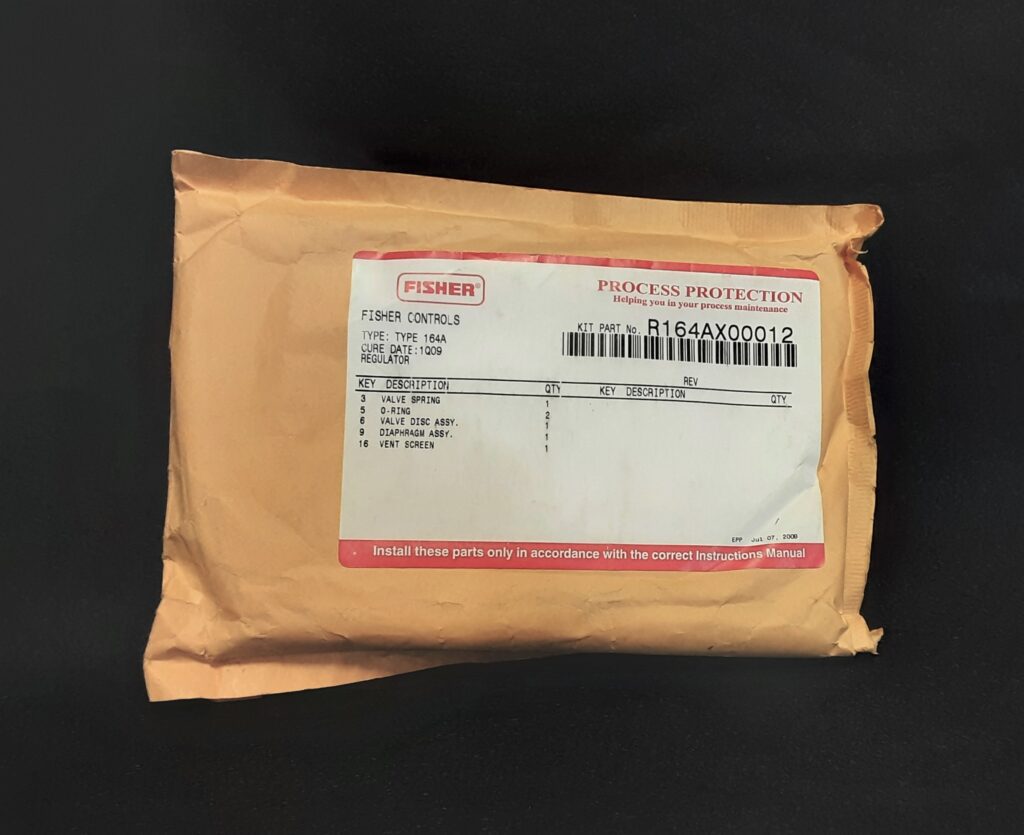 FISHER®
PROCESS PROTECTION
Helping you in your process maintenance
FISHER CONTROLS
KIT PART No. R164AX00012
TYPE: TYPE 164A
CURE DATE:1Q09
REGULATOR
REV
KEY DESCRIPTION QTY KEY DESCRIPTION QTY
3 VALVE SPRING 1
5 O-RING 2
6 VALVE DISC ASSY. 1
9 DIAPHRAGM ASSY. 1
16 VENT SCREEN 1
EPP Jul 07, 2009
Install these parts only in accordance with the correct Instructions Manual